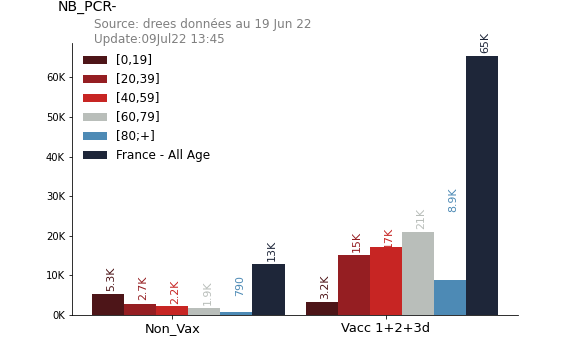 NB_PCR-
Source: drees données au 19 Jun 22
Update:09Jul22 13:45
[0,19]
[20,39]
[40,59]
[60,79]
[80;+]
France - All Age
60K
50K
40K
30K
20K
10K
0K
5.3K
2.7K
2.2K
1.9K
790
13K
3.2K
15K
17K
21K
8.9K
65K
Non_Vax
Vacc 1+2+3d